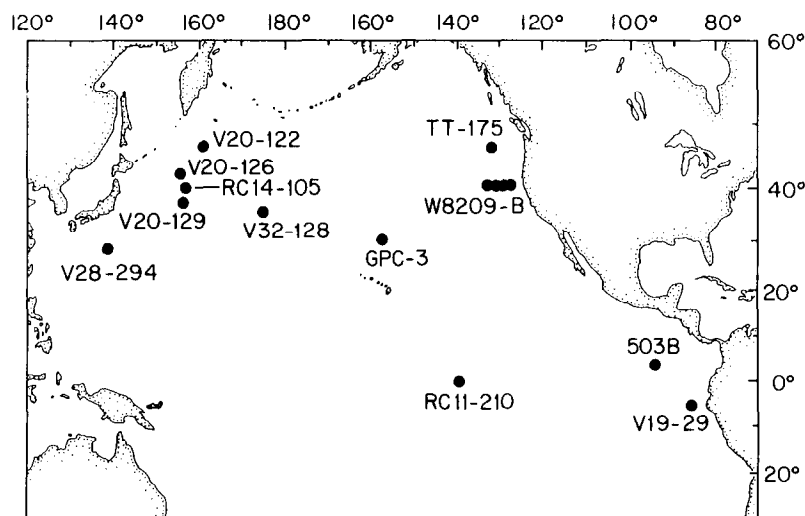 120° 140° 160° 180° 160° 140° 120° 100° 80°
60°
TT-175
V20-122
V20-126
RC14-105
40°
W8209-B
V20-129
V32-128
GPC-3
V28-294
20°
503B
0°
RC11-210
V19-29
20°